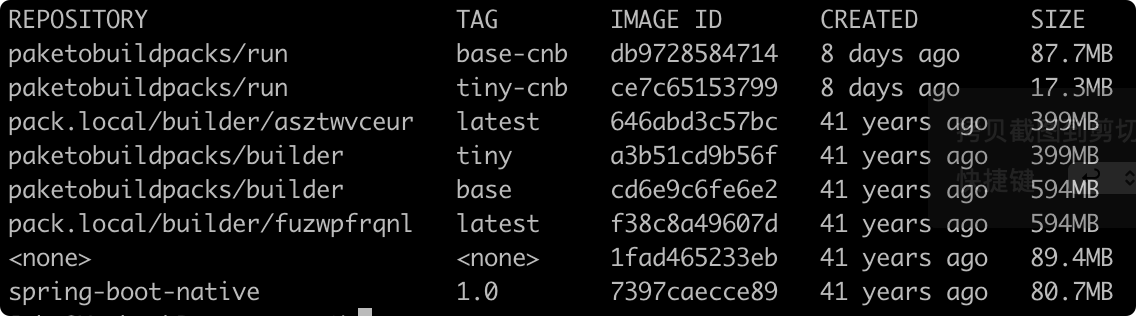 REPOSITORY TAG IMAGE ID CREATED SIZE
paketobuildpacks/run base-cnb db9728584714 8 days ago 87.7MB
paketobuildpacks/run tiny-cnb ce7c65153799 8 days ago 17.3MB
pack.local/builder/asztwvceur latest 646abd3c57bc 41 years ago 399MB
拷贝截图到剪切
paketobuildpacks/builder tiny a3b51cd9b56f 41 years ago 399MB
paketobuildpacks/builder base cd6e9c6fe6e2 41 years ago 594MB
快捷键
pack.local/builder/fuzwpfrqnl latest f38c8a49607d 41 years ago 594MB
<none> <none> 1fad465233eb 41 years ago 89.4MB
spring-boot-native 1.0 7397caecce89 41 years ago 80.7MB